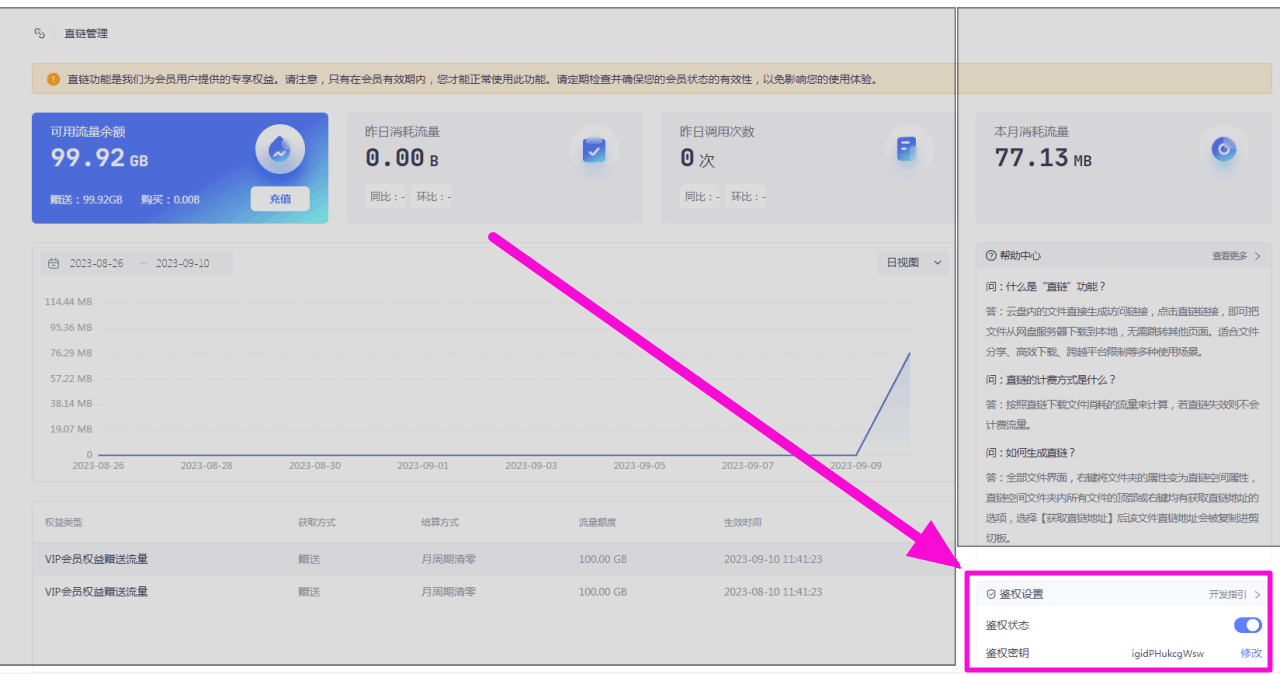 直链管理
直链功能是我们为会员用户提供的专享权益。请注意，只有在会员有效期内，您才能正常使用此功能。请定期检查并确保您的会员状态的有效性，以免影响您的使用体验。
可用流量余额
99.92 GB
赠送：99.92GB 购买：0.00B
充值
昨日消耗流量
0.00 B
同比：- 环比：-
昨日调用次数
0 次
同比：- 环比：-
本月消耗流量
77.13 MB
2023-08-26 – 2023-09-10
日视图
114.44 MB
95.36 MB
76.29 MB
57.22 MB
38.14 MB
19.07 MB
0
2023-08-26 2023-08-28 2023-08-30 2023-09-01 2023-09-03 2023-09-05 2023-09-07 2023-09-09
权益类型 获取方式 结算方式 流量额度 生效时间
VIP会员权益赠送流量 赠送 月周期清零 100.00 GB 2023-09-10 11:41:23
VIP会员权益赠送流量 赠送 月周期清零 100.00 GB 2023-08-10 11:41:23
帮助中心 查看更多
问：什么是“直链”功能？
答：云盘内的文件直接生成访问链接，点击直链链接，即可把
文件从网盘服务器下载到本地，无需跳转其他页面。适合文件
分享、高效下载、跨越平台限制等多种使用场景。
问：直链的计费方式是什么？
答：按照直链下载文件消耗的流量来计算，若直链失效则不会
计费流量。
问：如何生成直链？
答：全部文件界面，右键将文件夹的属性变为直链空间属性，
直链空间文件夹内所有文件的顶部或右键均有获取直链地址的
选项，选择【获取直链地址】后该文件直链地址会被复制进剪
切板。
鉴权设置 开发指引
鉴权状态
鉴权密钥 igidPHukcgWsw 修改